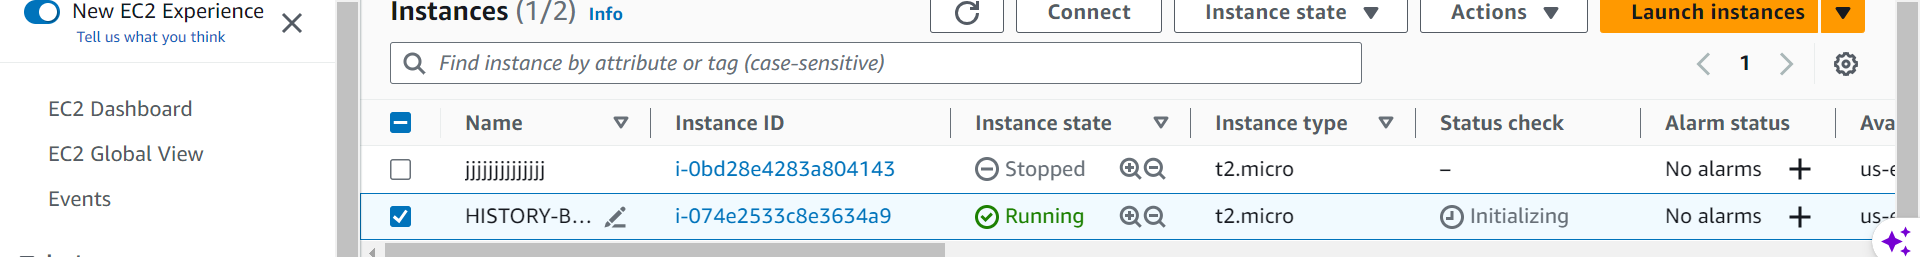 New EC2 Experience
Tell us what you think
EC2 Dashboard
EC2 Global View
Events
Instances (1/2) Info
Connect
Instance state
Actions
Launch instances
Find instance by attribute or tag (case-sensitive)
1
Name Instance ID Instance state Instance type Status check Alarm status Ava
jjjjjjjjjjjjjj i-0bd28e4283a804143 Stopped t2.micro – No alarms + us-e
HISTORY-B... i-074e2533c8e3634a9 Running t2.micro Initializing No alarms + us-e